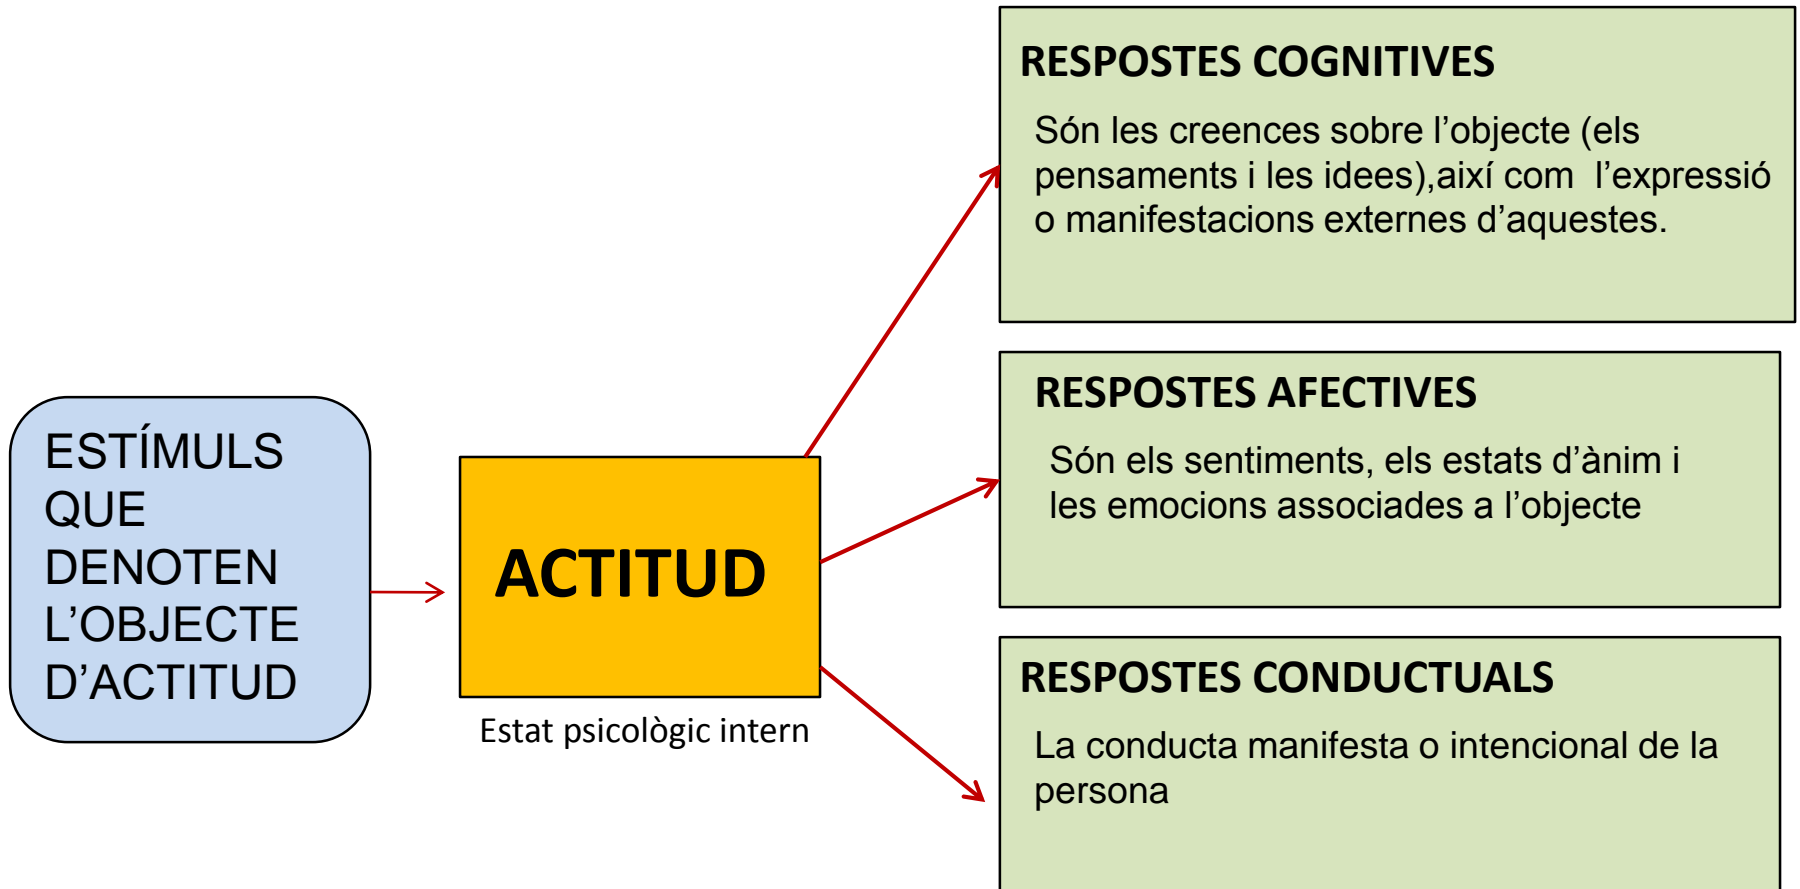 ESTÍMULS
QUE
DENOTEN
L’OBJECTE
D’ACTITUD
ACTITUD
Estat psicològic intern
RESPOSTES COGNITIVES
Són les creences sobre l’objecte (els
pensaments i les idees),així com  l’expressió
o manifestacions externes d’aquestes.
RESPOSTES AFECTIVES
Són els sentiments, els estats d’ànim i
les emocions associades a l’objecte
RESPOSTES CONDUCTUALS
La conducta manifesta o intencional de la
persona